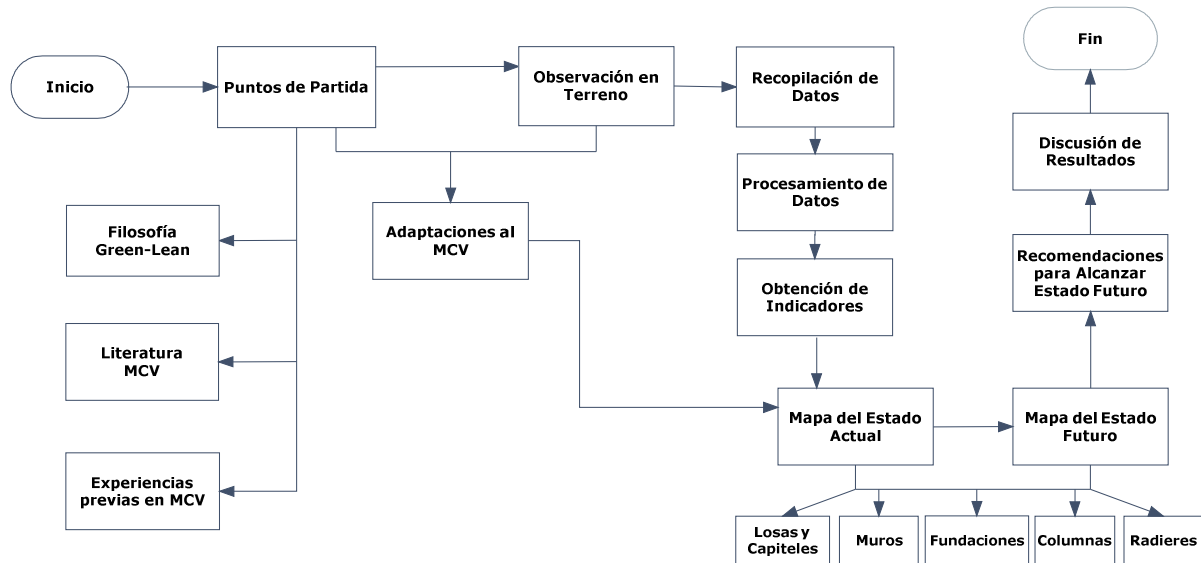 Inicio
Puntos de Partida
Observación en
Terreno
Recopilación de
Datos
Fin
Discusión de
Resultados
Procesamiento de
Datos
Filosofía
Green-Lean
Adaptaciones al
MCV
Recomendaciones
para Alcanzar
Estado Futuro
Obtención de
Indicadores
Literatura
MCV
Mapa del Estado
Actual
Mapa del Estado
Futuro
Experiencias
previas en MCV
Losas y
Capiteles
Muros
Fundaciones
Columnas
Radieres